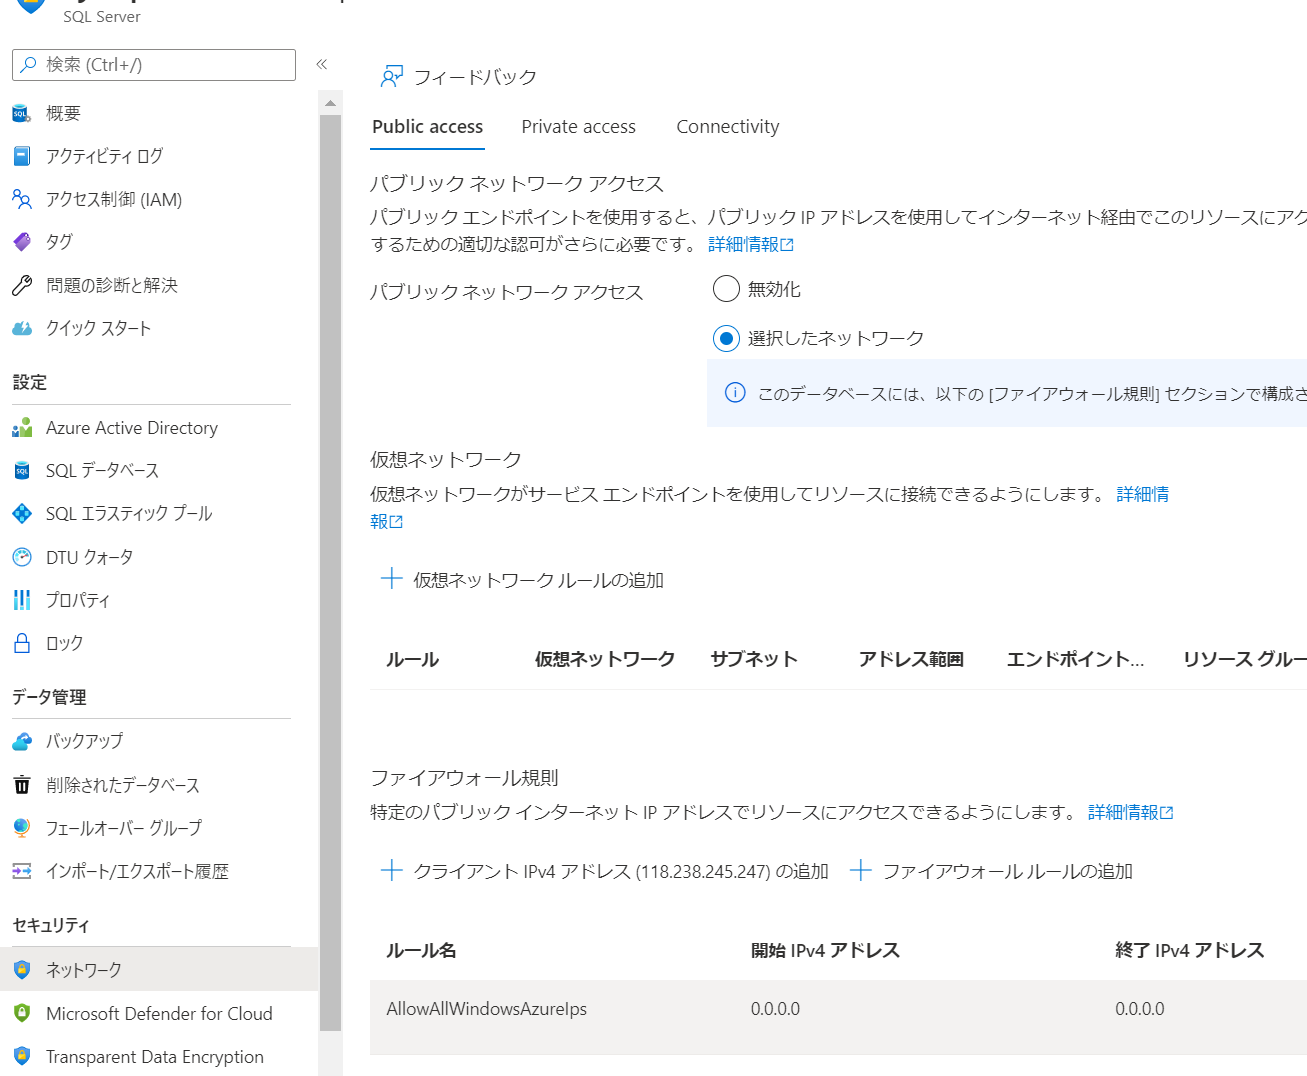 SQL Server
検索 (Ctrl+/)
«
概要
アクティビティ ログ
アクセス制御 (IAM)
タグ
問題の診断と解決
クイック スタート
設定
Azure Active Directory
SQL データベース
SQL エラスティック プール
DTU クォータ
プロパティ
ロック
データ管理
バックアップ
削除されたデータベース
フェールオーバー グループ
インポート/エクスポート履歴
セキュリティ
ネットワーク
Microsoft Defender for Cloud
Transparent Data Encryption
フィードバック
Public access Private access Connectivity
パブリック ネットワーク アクセス
パブリック エンドポイントを使用すると、パブリック IP アドレスを使用してインターネット経由でこのリソースにアク
するための適切な認可がさらに必要です。 詳細情報
パブリック ネットワーク アクセス
無効化
選択したネットワーク
このデータベースには、以下の [ファイアウォール規則] セクションで構成さ
仮想ネットワーク
仮想ネットワークがサービス エンドポイントを使用してリソースに接続できるようにします。 詳細情
報
仮想ネットワーク ルールの追加
ルール 仮想ネットワーク サブネット アドレス範囲 エンドポイント... リソース グルー
ファイアウォール規則
特定のパブリック インターネット IP アドレスでリソースにアクセスできるようにします。 詳細情報
クライアント IPv4 アドレス (118.238.245.247) の追加 ファイアウォール ルールの追加
ルール名 開始 IPv4 アドレス 終了 IPv4 アドレス
AllowAllWindowsAzureIps 0.0.0.0 0.0.0.0